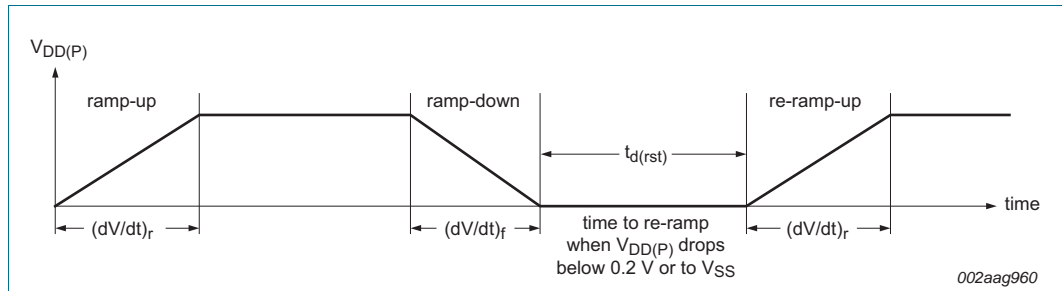 VDD(P)
ramp-up
ramp-down
re-ramp-up
td(rst)
time
(dV/dt)r
(dV/dt)f
time to re-ramp
when VDD(P) drops
below 0.2 V or to VSS
(dV/dt)r
002aag960